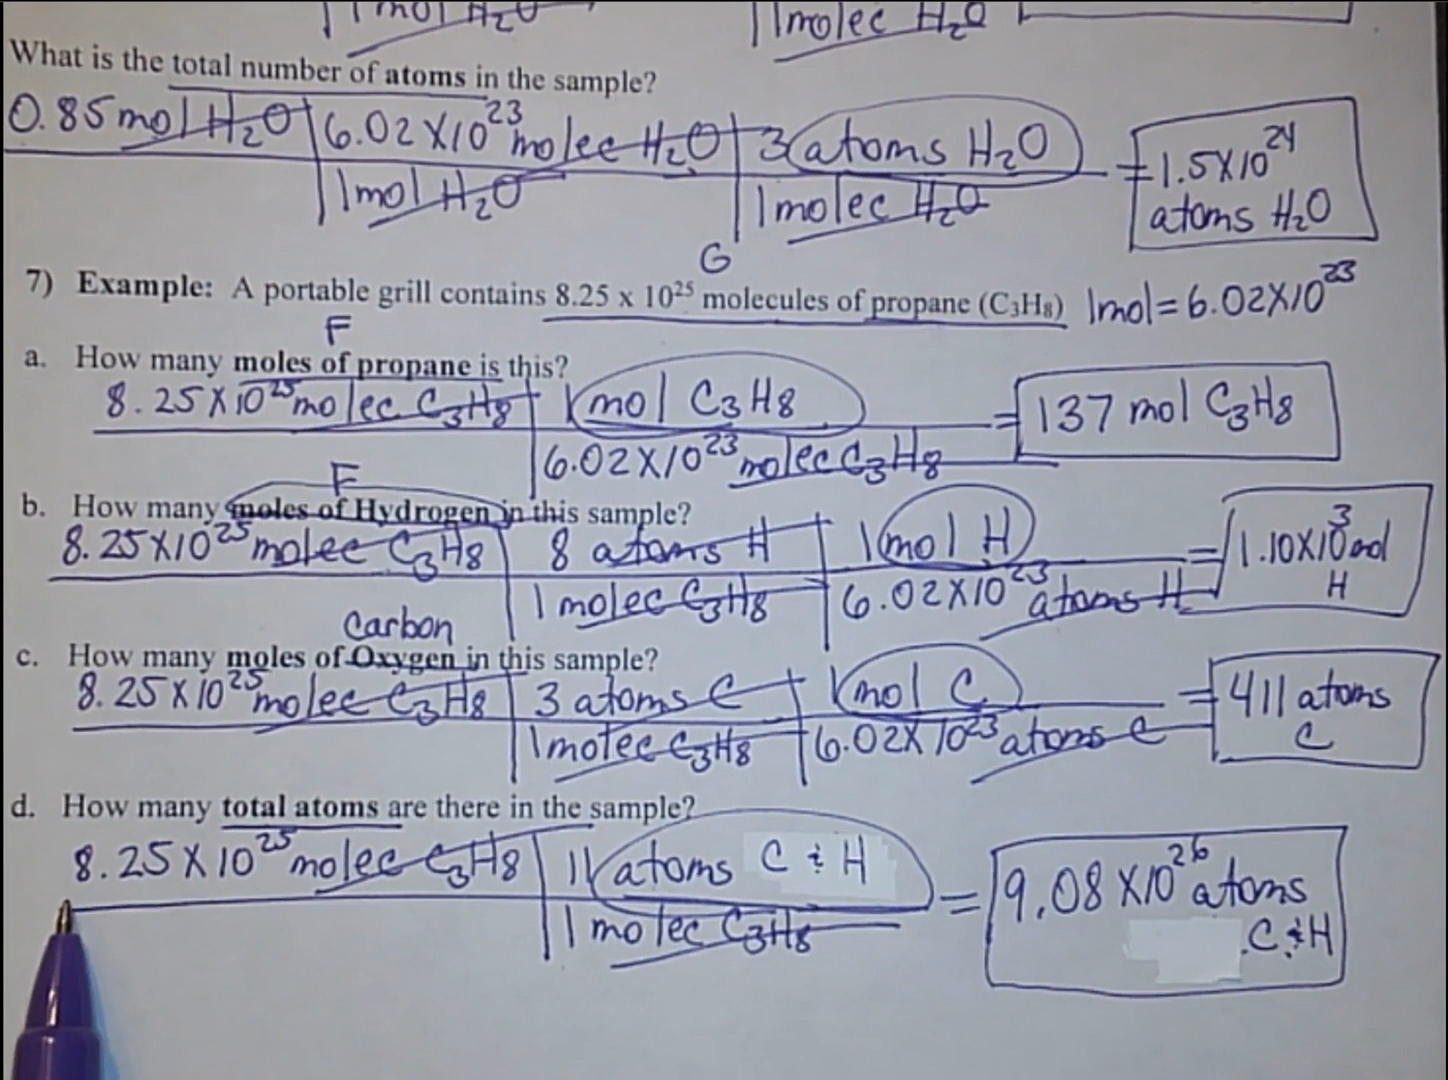 1 mol H₂O 1 molec H₂O
What is the total number of atoms in the sample?
0.85 mol H₂O 6.02 X 10²³ molec H₂O 3 atoms H₂O = 1.5 X 10²⁴
1 mol H₂O 1 molec H₂O atoms H₂O
G
7) Example: A portable grill contains 8.25 x 10²⁵ molecules of propane (C₃H₈) 1mol = 6.02 X 10²³
F
a. How many moles of propane is this?
8.25 X 10²⁵ molec C₃H₈ 1 mol C₃H₈ = 137 mol C₃H₈
6.02 X 10²³ molec C₃H₈
F
b. How many moles of Hydrogen in this sample?
8.25 X 10²⁵ molec C₃H₈ 8 atoms H 1 mol H = 1.10 X 10³ mol
1 molec C₃H₈ 6.02 X 10²³ atoms H H
Carbon
c. How many moles of Oxygen in this sample?
8.25 X 10²⁵ molec C₃H₈ 3 atoms C 1 mol C = 411 atoms
1 molec C₃H₈ 6.02 X 10²³ atoms C C
d. How many total atoms are there in the sample?
8.25 X 10²⁵ molec C₃H₈ 11 atoms C & H = 9.08 X 10²⁶ atoms
1 molec C₃H₈ C & H